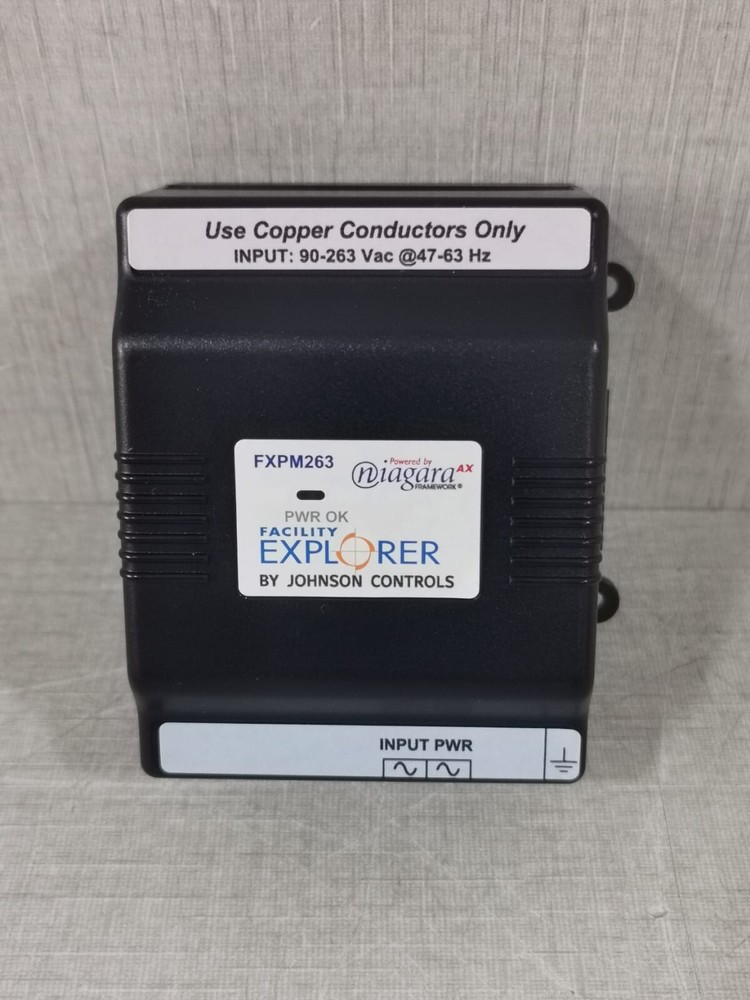 Use Copper Conductors Only
INPUT: 90-263 Vac @47-63 Hz
FXPM263
Powered by
niagara AX
FRAMEWORK®
PWR OK
FACILITY
EXPLORER
BY JOHNSON CONTROLS
INPUT PWR